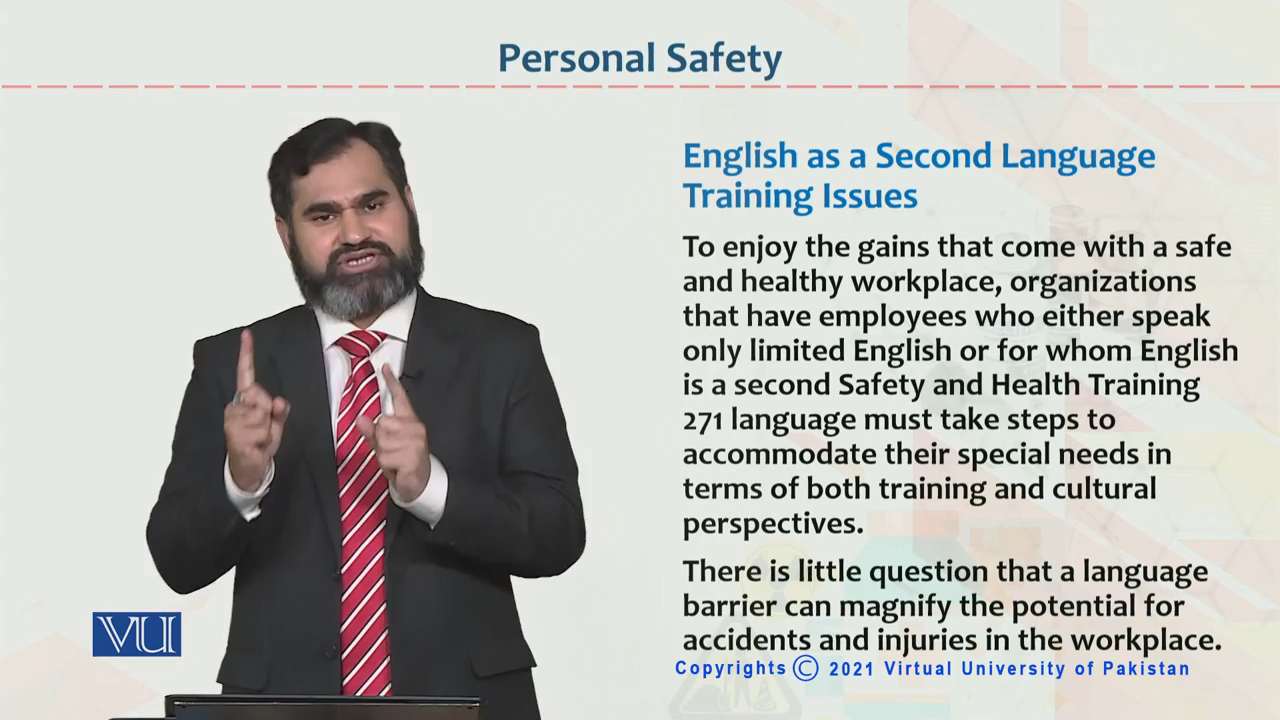 Personal Safety
English as a Second Language
Training Issues
To enjoy the gains that come with a safe
and healthy workplace, organizations
that have employees who either speak
only limited English or for whom English
is a second Safety and Health Training
271 language must take steps to
accommodate their special needs in
terms of both training and cultural
perspectives.
There is little question that a language
barrier can magnify the potential for
accidents and injuries in the workplace.
VU
Copyrights © 2021 Virtual University of Pakistan